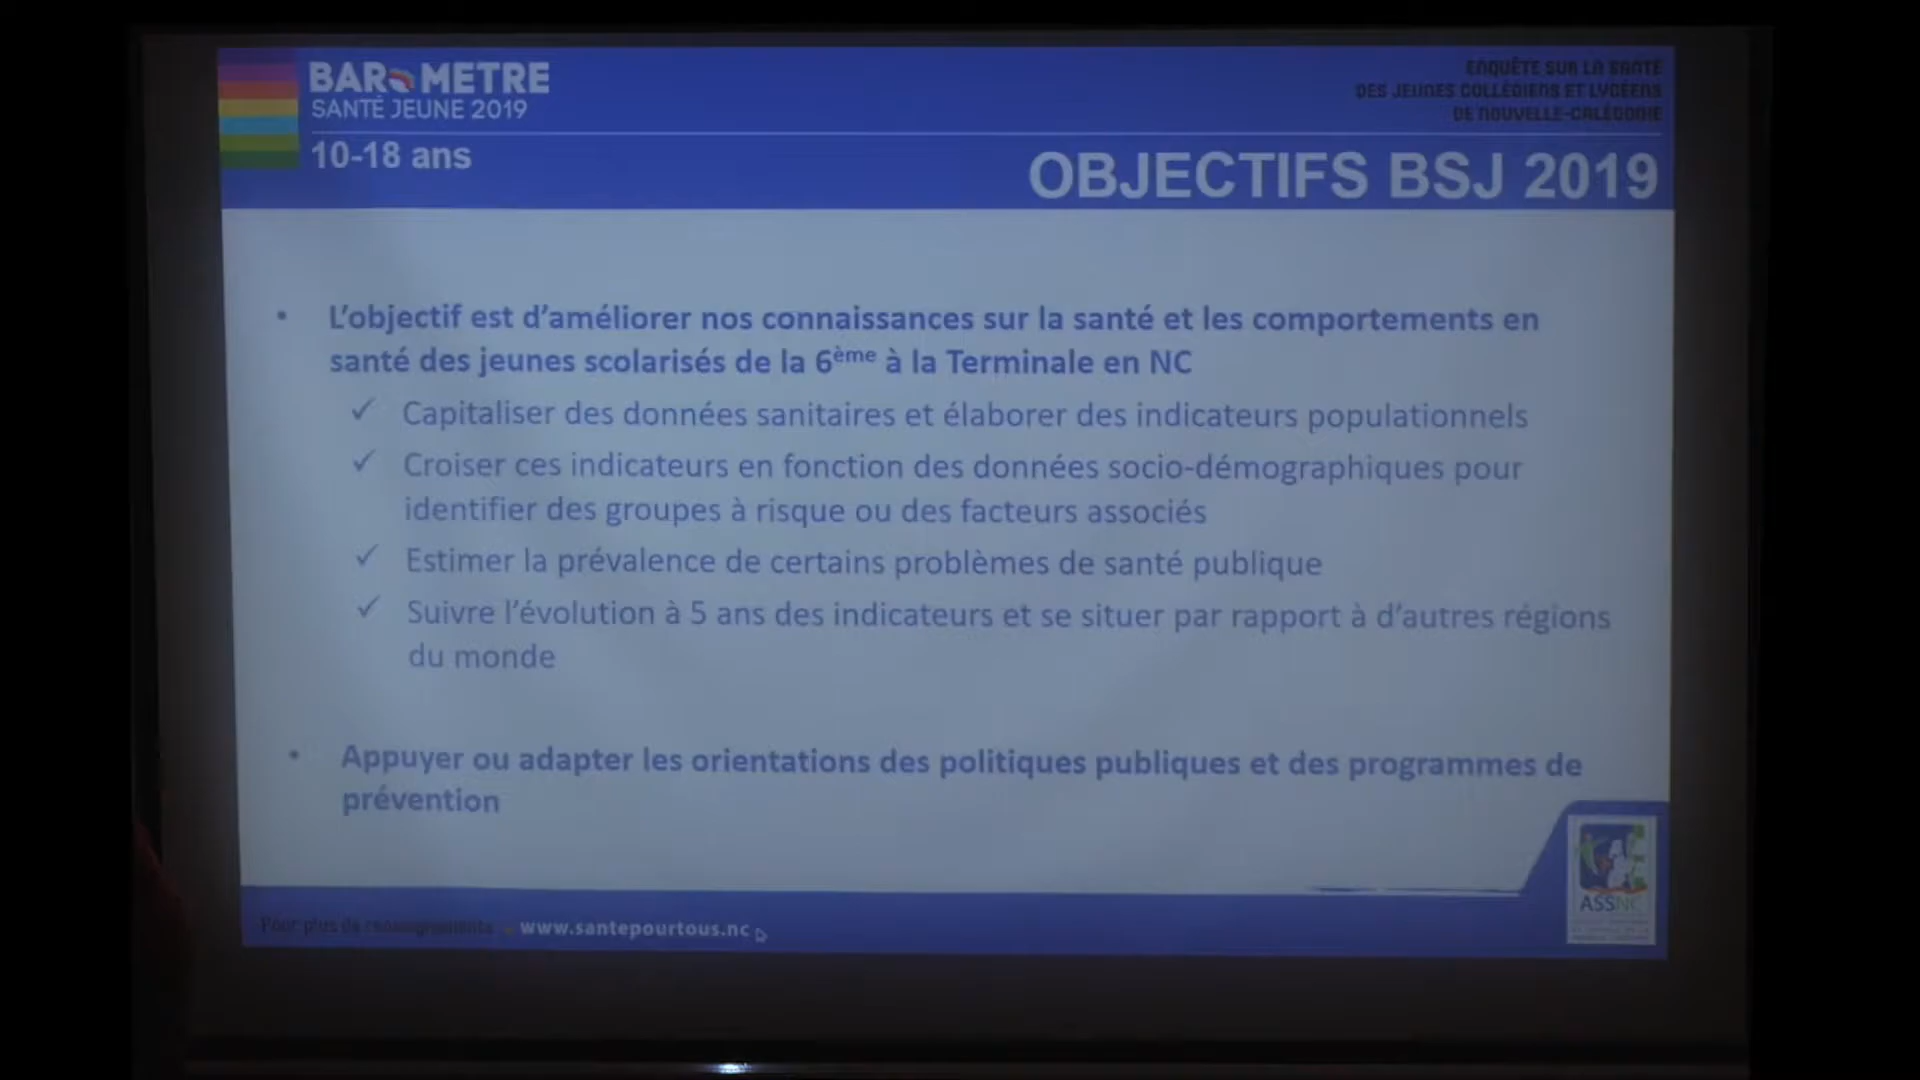 BAROMETRE
SANTÉ JEUNE 2019
10-18 ans
ENQUÊTE SUR LA SANTÉ
DES JEUNES COLLÉGIENS ET LYCÉENS
DE NOUVELLE-CALÉDONIE
OBJECTIFS BSJ 2019
• L’objectif est d’améliorer nos connaissances sur la santé et les comportements en
santé des jeunes scolarisés de la 6ème à la Terminale en NC
✓ Capitaliser des données sanitaires et élaborer des indicateurs populationnels
✓ Croiser ces indicateurs en fonction des données socio-démographiques pour
identifier des groupes à risque ou des facteurs associés
✓ Estimer la prévalence de certains problèmes de santé publique
✓ Suivre l’évolution à 5 ans des indicateurs et se situer par rapport à d’autres régions
du monde
• Appuyer ou adapter les orientations des politiques publiques et des programmes de
prévention
Pour plus de renseignements www.santepourtous.nc
ASSNC